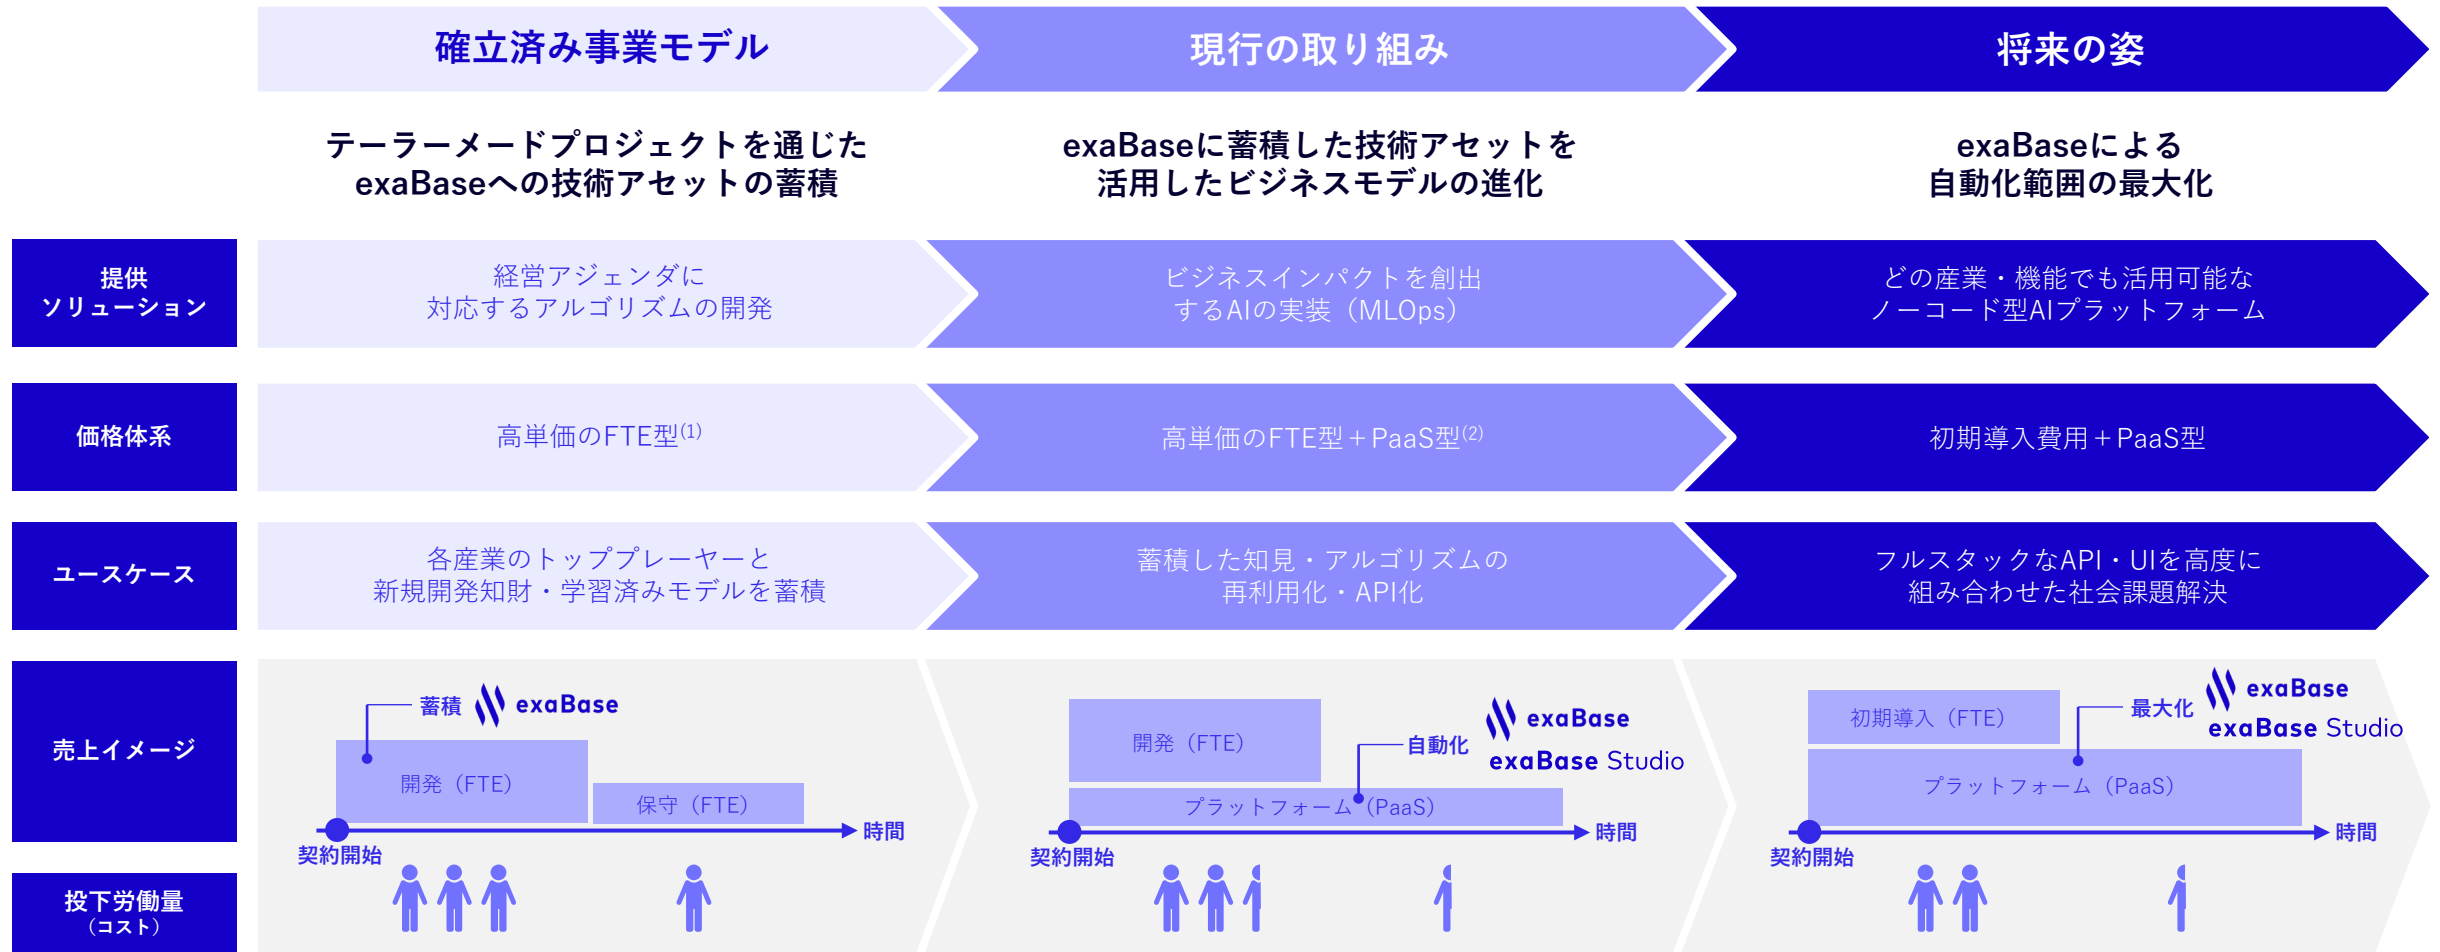 確立済み事業モデル
現行の取り組み
将来の姿
テーラーメードプロジェクトを通じた
exaBaseへの技術アセットの蓄積
exaBaseに蓄積した技術アセットを
活用したビジネスモデルの進化
exaBaseによる
自動化範囲の最大化
提供
ソリューション
経営アジェンダに
対応するアルゴリズムの開発
ビジネスインパクトを創出
するAIの実装（MLOps）
どの産業・機能でも活用可能な
ノーコード型AIプラットフォーム
価格体系
高単価のFTE型(1)
高単価のFTE型＋PaaS型(2)
初期導入費用＋PaaS型
ユースケース
各産業のトッププレーヤーと
新規開発知財・学習済みモデルを蓄積
蓄積した知見・アルゴリズムの
再利用化・API化
フルスタックなAPI・UIを高度に
組み合わせた社会課題解決
売上イメージ
蓄積 exaBase
開発（FTE）
保守（FTE）
時間
契約開始
exaBase
自動化
exaBase Studio
開発（FTE）
プラットフォーム（PaaS）
時間
契約開始
exaBase
最大化
exaBase Studio
初期導入（FTE）
プラットフォーム（PaaS）
時間
契約開始
投下労働量
（コスト）